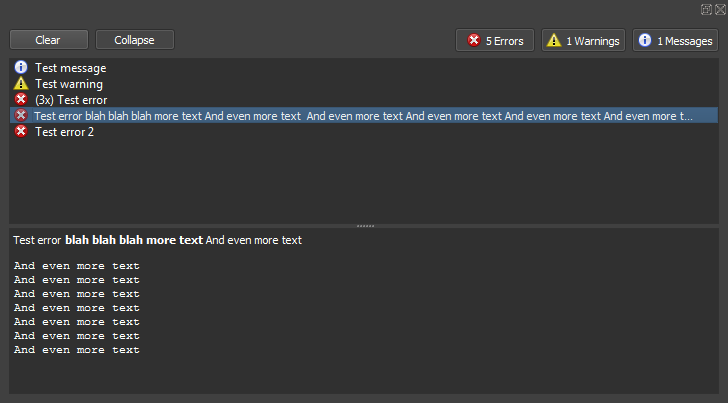 Clear Collapse 5 Errors 1 Warnings 1 Messages
Test message
Test warning
(3x) Test error
Test error blah blah blah more text And even more text  And even more text And even more text And even more text And even more t...
Test error 2
Test error blah blah blah more text And even more text
And even more text
And even more text
And even more text
And even more text
And even more text
And even more text
And even more text